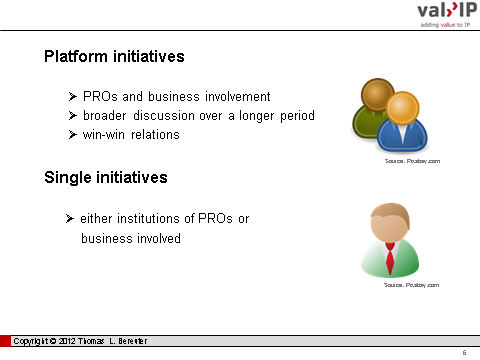 val IP
adding value to IP
Platform initiatives
➢ PROs and business involvement
➢ broader discussion over a longer period
➢ win-win relations
Source: Pixabay.com
Single initiatives
➢ either institutions of PROs or
business involved
Source: Pixabay.com
Copyright © 2012 Thomas L. Bereuter
6